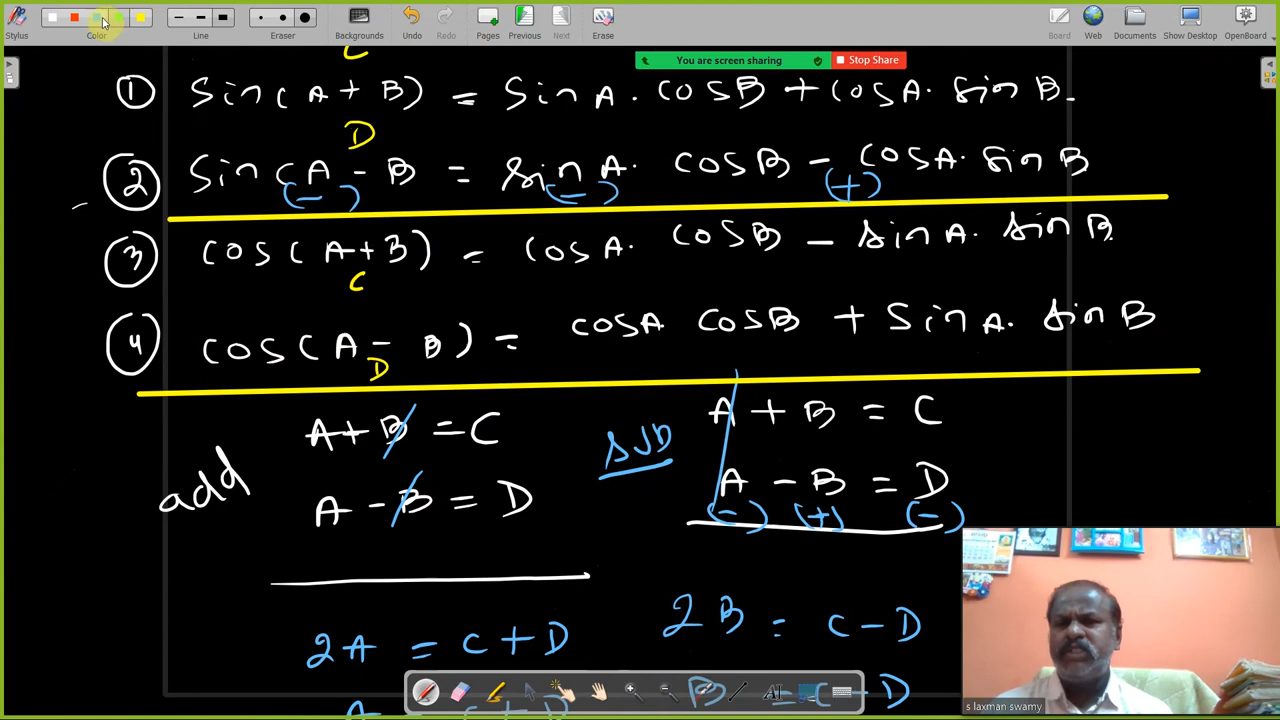 Stylus Color Line Eraser Backgrounds Undo Redo Pages Previous Next Erase Board Web Documents Show Desktop OpenBoard
You are screen sharing Stop Share
C
① Sin(A + B) = Sin A . cos B + cos A . Sin B .
D
② Sin(A - B = Sin A . cos B - cos A . Sin B
(-) (-) (+)
③ cos(A+B) = cos A . cos B - Sin A . Sin B
C
④ cos(A - B) = cos A cos B + Sin A . Sin B
D
A + B = C
A - B = D
add
2A = C + D
A = C + D
SUB
A + B = C
A - B = D
(-) (+) (-)
2B = C - D
B = C - D
s laxman swamy